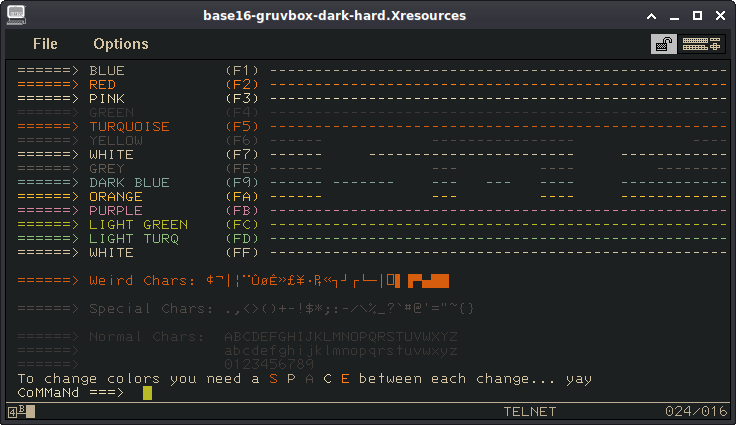 base16-gruvbox-dark-hard.Xresources
File Options
======> BLUE (F1) --------------------------------------------------
======> RED (F2) --------------------------------------------------
======> PINK (F3) --------------------------------------------------
======> GREEN (F4) --------------------------------------------------
======> TURQUOISE (F5) --------------------------------------------------
======> YELLOW (F6) ------ --------------- ----
======> WHITE (F7) ------ --------------------- ------------
======> GREY (FE) --- ---
======> DARK BLUE (F9) ------ ------- --- --- ------ ------------
======> ORANGE (FA) ------ --- --- ------------
======> PURPLE (FB) --------------------------------------------------
======> LIGHT GREEN (FC) --------------------------------------------------
======> LIGHT TURQ (FD) --------------------------------------------------
======> WHITE (FF) --------------------------------------------------
======> Weird Chars: ¢¬|¦¨ÛøÊ»£¥·₧«┐┘┌└─│
======> Special Chars: .,<>()+-!$*;:-/\%_?`#@'="~{}
======> Normal Chars: ABCDEFGHIJKLMNOPQRSTUVWXYZ
======> abcdefghijklmnopqrstuvwxyz
======> 0123456789
To change colors you need a S P A C E between each change... yay
CoMMaNd ===>
4B TELNET 024/016